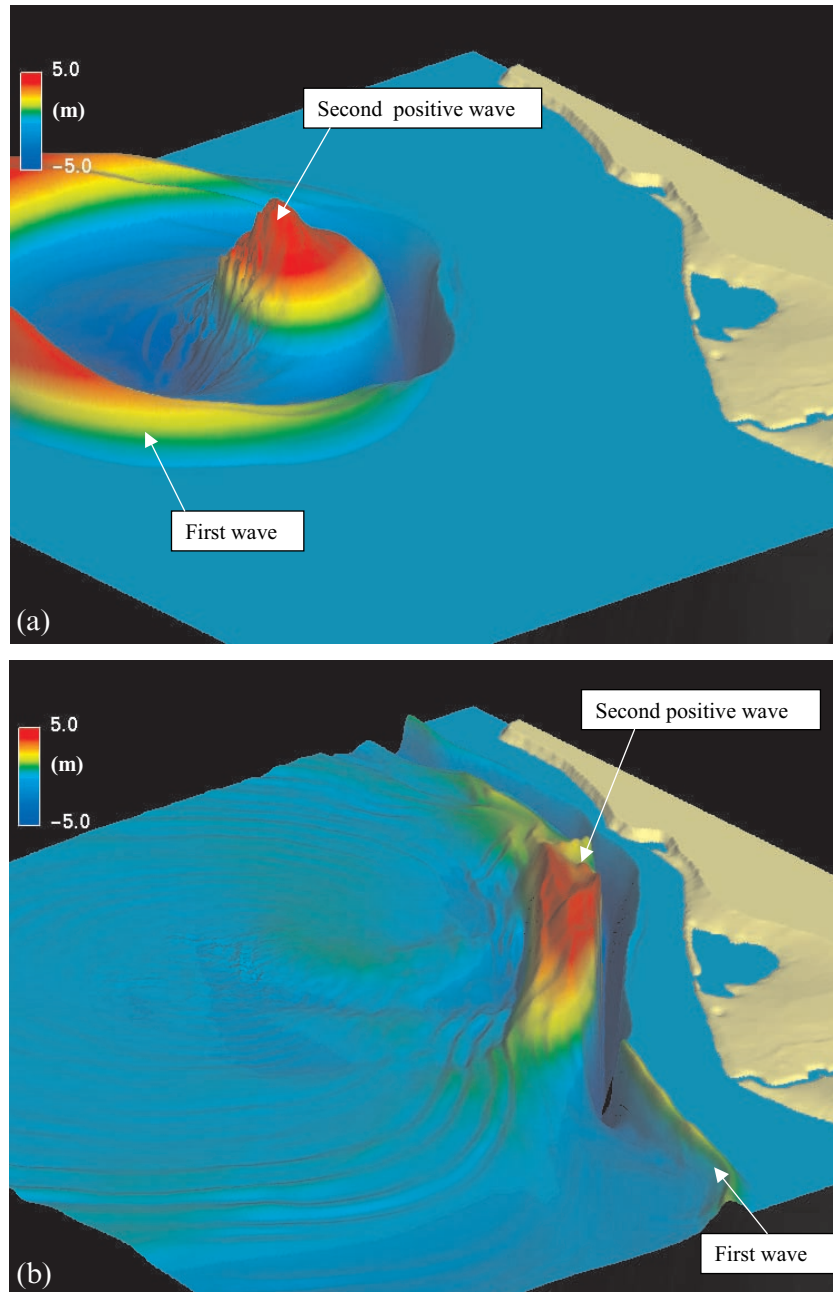 5.0
(m)
-5.0
Second positive wave
First wave
(a)
5.0
(m)
-5.0
Second positive wave
First wave
(b)